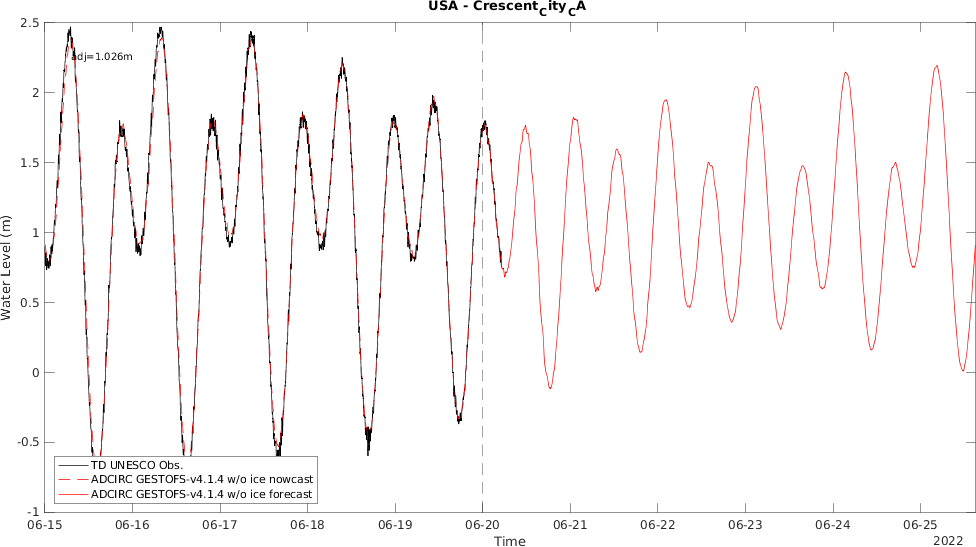 USA - Crescent_City_CA
2.5
adj=1.026m
2
1.5
1
0.5
0
-0.5
-1
Water Level (m)
TD UNESCO Obs.
ADCIRC GESTOFS-v4.1.4 w/o ice nowcast
ADCIRC GESTOFS-v4.1.4 w/o ice forecast
06-15 06-16 06-17 06-18 06-19 06-20 06-21 06-22 06-23 06-24 06-25
Time
2022